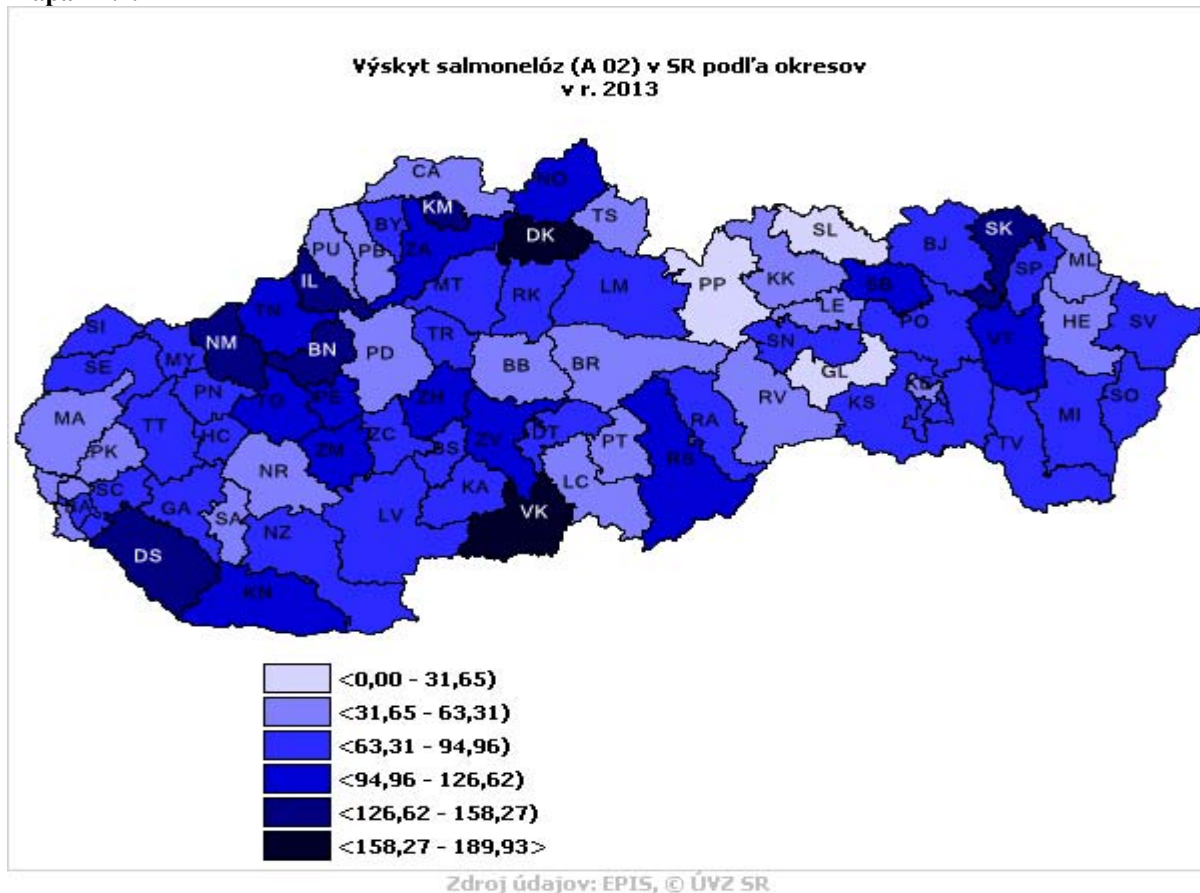 Výskyt salmonelóz (A 02) v SR podľa okresov
v r. 2013
CA
NO
KM
TS
BY
DK
SL
SK
PU
PB
ZA
BJ
SP
ML
IL
MT
RK
LM
PP
KK
SB
LE
PO
HE
SV
TN
VT
SI
NM
BN
PD
TR
SN
MY
BB
BR
GL
SE
RV
KS
SO
PN
TO
PE
ZH
MI
MA
TT
HC
ZM
ZC
ZV
DT
PT
RA
TV
PK
BS
RS
NR
LC
KA
SC
BA
GA
SA
NZ
LV
VK
DS
KN
<0,00 - 31,65)
<31,65 - 63,31)
<63,31 - 94,96)
<94,96 - 126,62)
<126,62 - 158,27)
<158,27 - 189,93>
Zdroj údajov: EPIS, © ÚVZ SR